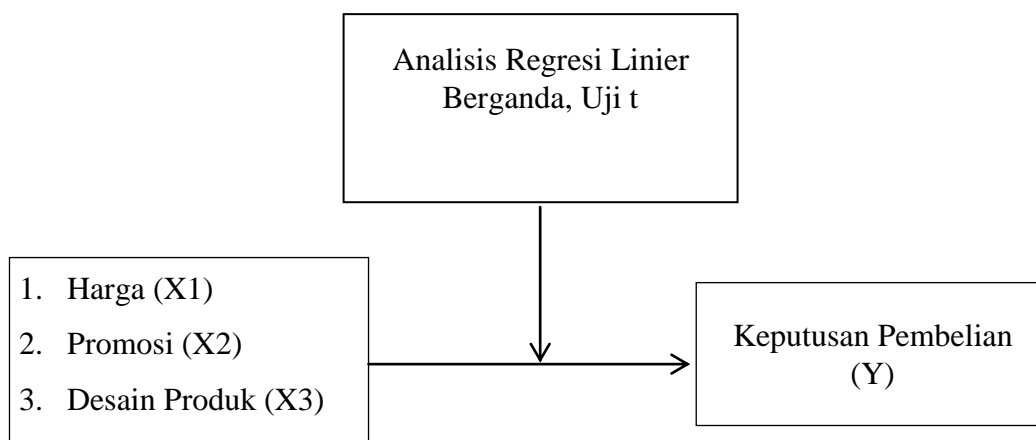 Analisis Regresi Linier
Berganda, Uji t
1. Harga (X1)
2. Promosi (X2)
3. Desain Produk (X3)
Keputusan Pembelian
(Y)